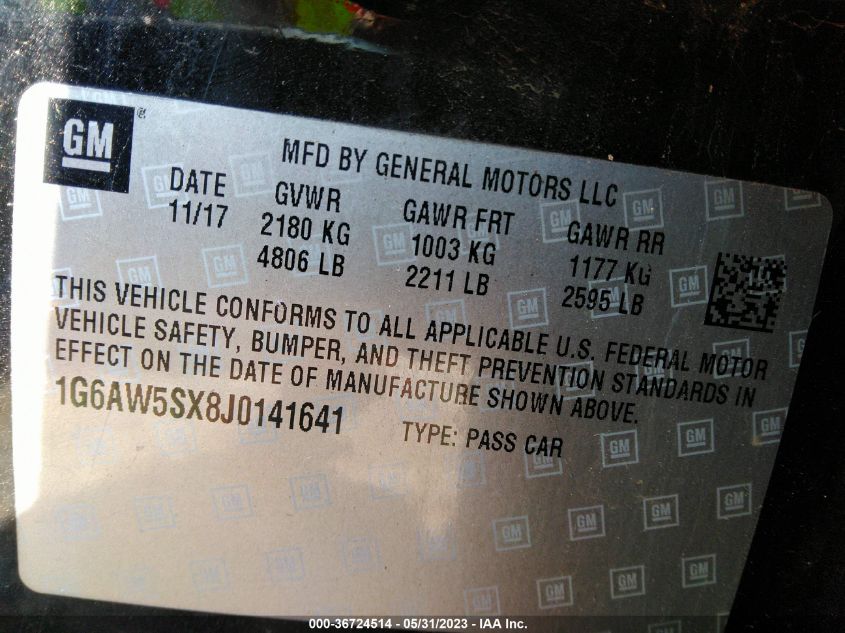 GM ®
MFD BY GENERAL MOTORS LLC
DATE GVWR GAWR FRT GAWR RR
11/17 2180 KG 1003 KG 1177 KG
4806 LB 2211 LB 2595 LB
THIS VEHICLE CONFORMS TO ALL APPLICABLE U.S. FEDERAL MOTOR
VEHICLE SAFETY, BUMPER, AND THEFT PREVENTION STANDARDS IN
EFFECT ON THE DATE OF MANUFACTURE SHOWN ABOVE.
1G6AW5SX8J0141641 TYPE: PASS CAR
000-36724514 - 05/31/2023 - IAA Inc.